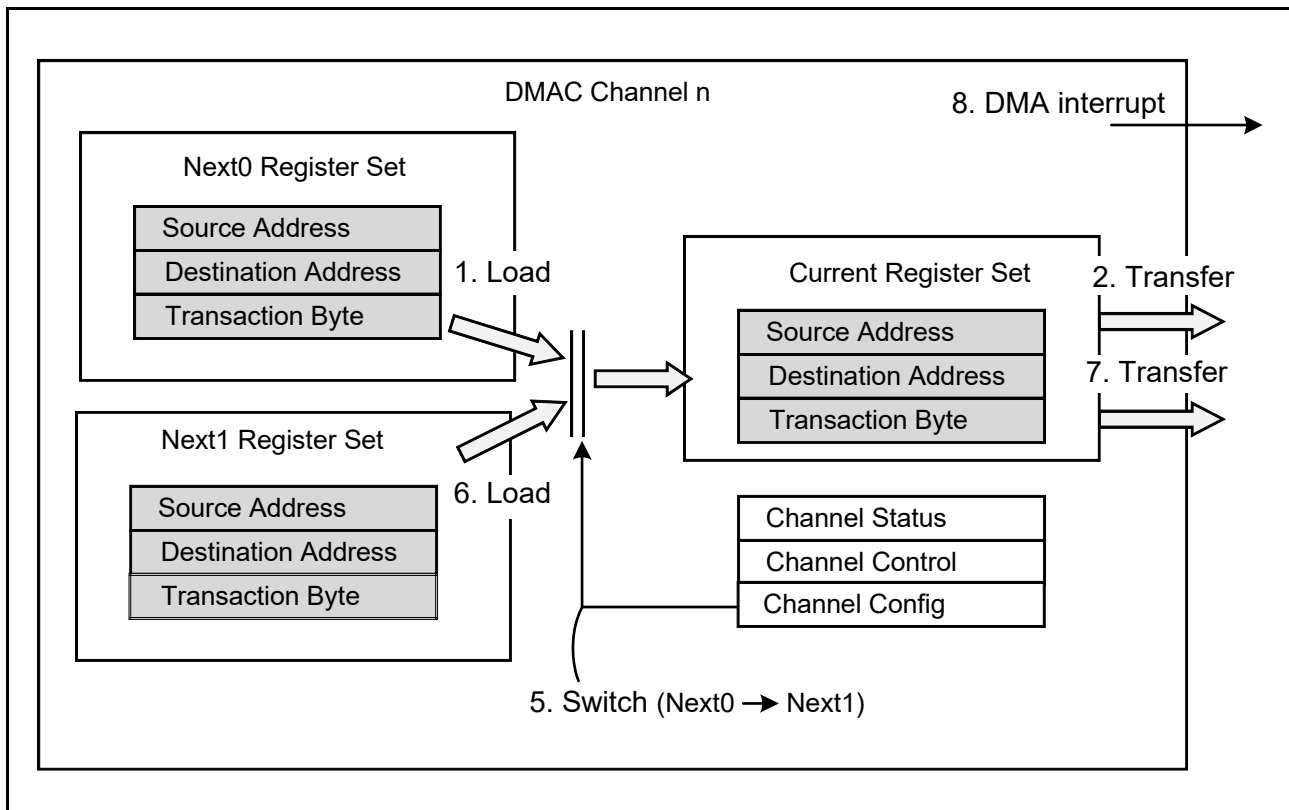 DMAC Channel n
8. DMA interrupt
Next0 Register Set
Source Address
Destination Address
Transaction Byte
1. Load
Current Register Set
Source Address
Destination Address
Transaction Byte
2. Transfer
7. Transfer
Next1 Register Set
Source Address
Destination Address
Transaction Byte
6. Load
Channel Status
Channel Control
Channel Config
5. Switch (Next0 → Next1)